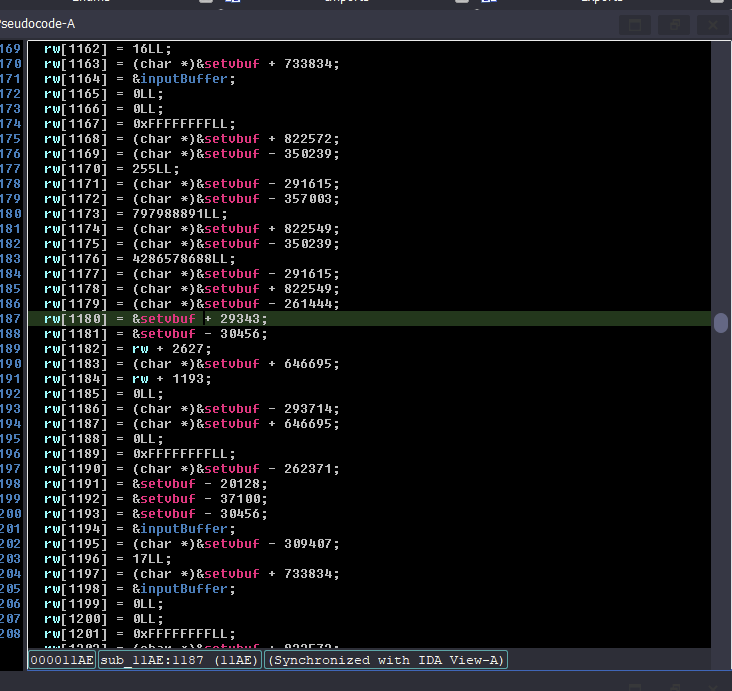 Pseudocode-A
169 rw[1162] = 16LL;
170 rw[1163] = (char *)&setvbuf + 733834;
171 rw[1164] = &inputBuffer;
172 rw[1165] = 0LL;
173 rw[1166] = 0LL;
174 rw[1167] = 0xFFFFFFFFLL;
175 rw[1168] = (char *)&setvbuf + 822572;
176 rw[1169] = (char *)&setvbuf - 350239;
177 rw[1170] = 255LL;
178 rw[1171] = (char *)&setvbuf - 291615;
179 rw[1172] = (char *)&setvbuf - 357003;
180 rw[1173] = 797988891LL;
181 rw[1174] = (char *)&setvbuf + 822549;
182 rw[1175] = (char *)&setvbuf - 350239;
183 rw[1176] = 4286578688LL;
184 rw[1177] = (char *)&setvbuf - 291615;
185 rw[1178] = (char *)&setvbuf + 822549;
186 rw[1179] = (char *)&setvbuf - 261444;
187 rw[1180] = &setvbuf + 29343;
188 rw[1181] = &setvbuf - 30456;
189 rw[1182] = rw + 2627;
190 rw[1183] = (char *)&setvbuf + 646695;
191 rw[1184] = rw + 1193;
192 rw[1185] = 0LL;
193 rw[1186] = (char *)&setvbuf - 293714;
194 rw[1187] = (char *)&setvbuf + 646695;
195 rw[1188] = 0LL;
196 rw[1189] = 0xFFFFFFFFLL;
197 rw[1190] = (char *)&setvbuf - 262371;
198 rw[1191] = &setvbuf - 20128;
199 rw[1192] = &setvbuf - 37100;
200 rw[1193] = &setvbuf - 30456;
201 rw[1194] = &inputBuffer;
202 rw[1195] = (char *)&setvbuf - 309407;
203 rw[1196] = 17LL;
204 rw[1197] = (char *)&setvbuf + 733834;
205 rw[1198] = &inputBuffer;
206 rw[1199] = 0LL;
207 rw[1200] = 0LL;
208 rw[1201] = 0xFFFFFFFFLL;
000011AE sub_11AE:1187 (11AE) (Synchronized with IDA View-A)